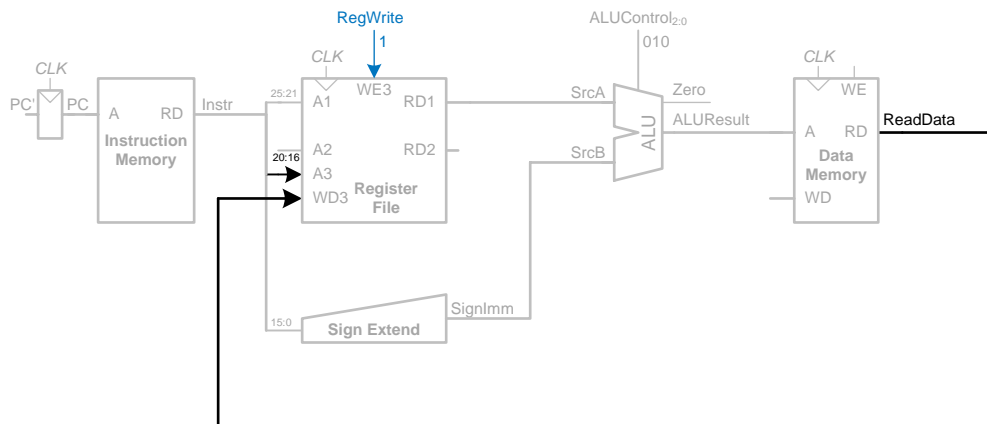 RegWrite
1
ALUControl2:0
010
CLK
CLK
CLK
PC'
PC
A
RD
Instr
Instruction
Memory
25:21
A1
WE3
RD1
A2
RD2
20:16
A3
WD3
Register
File
SrcA
SrcB
ALU
Zero
ALUResult
WE
A
RD
ReadData
Data
Memory
WD
15:0
Sign Extend
SignImm